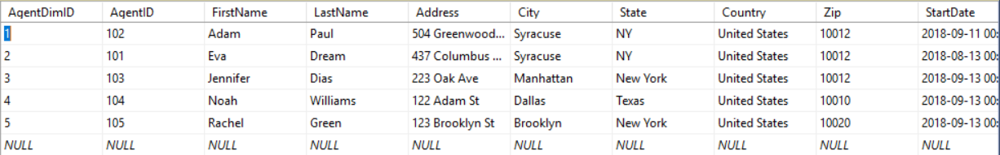 AgentDimID AgentID FirstName LastName Address City State Country Zip StartDate
1 102 Adam Paul 504 Greenwood... Syracuse NY United States 10012 2018-09-11 00:
2 101 Eva Dream 437 Columbus ... Syracuse NY United States 10012 2018-08-13 00:
3 103 Jennifer Dias 223 Oak Ave Manhattan New York United States 10012 2018-09-13 00:
4 104 Noah Williams 122 Adam St Dallas Texas United States 10010 2018-09-13 00:
5 105 Rachel Green 123 Brooklyn St Brooklyn New York United States 10020 2018-09-13 00:
NULL NULL NULL NULL NULL NULL NULL NULL NULL NULL